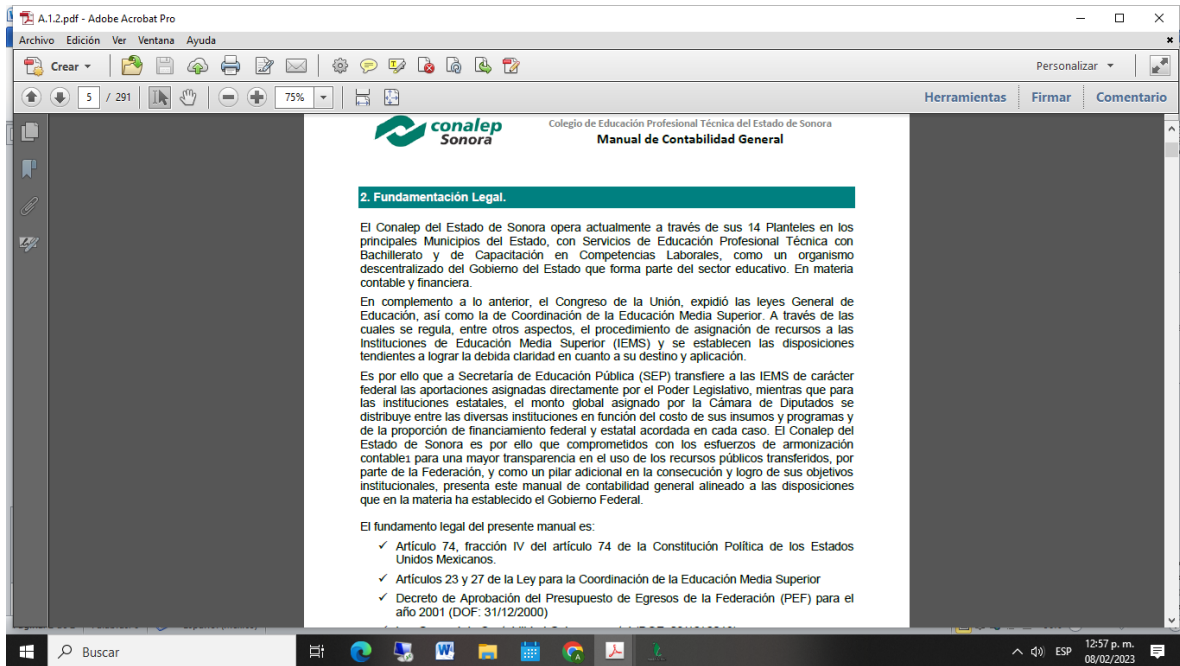 A.1.2.pdf - Adobe Acrobat Pro
Archivo Edición Ver Ventana Ayuda
Crear
Personalizar
5 / 291 75%
Herramientas Firmar Comentario
conalep
Sonora
Colegio de Educación Profesional Técnica del Estado de Sonora
Manual de Contabilidad General
2. Fundamentación Legal.
El Conalep del Estado de Sonora opera actualmente a través de sus 14 Planteles en los
principales Municipios del Estado, con Servicios de Educación Profesional Técnica con
Bachillerato y de Capacitación en Competencias Laborales, como un organismo
descentralizado del Gobierno del Estado que forma parte del sector educativo. En materia
contable y financiera.
En complemento a lo anterior, el Congreso de la Unión, expidió las leyes General de
Educación, así como la de Coordinación de la Educación Media Superior. A través de las
cuales se regula, entre otros aspectos, el procedimiento de asignación de recursos a las
Instituciones de Educación Media Superior (IEMS) y se establecen las disposiciones
tendientes a lograr la debida claridad en cuanto a su destino y aplicación.
Es por ello que a Secretaría de Educación Pública (SEP) transfiere a las IEMS de carácter
federal las aportaciones asignadas directamente por el Poder Legislativo, mientras que para
las instituciones estatales, el monto global asignado por la Cámara de Diputados se
distribuye entre las diversas instituciones en función del costo de sus insumos y programas y
de la proporción de financiamiento federal y estatal acordada en cada caso. El Conalep del
Estado de Sonora es por ello que comprometidos con los esfuerzos de armonización
contable1 para una mayor transparencia en el uso de los recursos públicos transferidos, por
parte de la Federación, y como un pilar adicional en la consecución y logro de sus objetivos
institucionales, presenta este manual de contabilidad general alineado a las disposiciones
que en la materia ha establecido el Gobierno Federal.
El fundamento legal del presente manual es:
✓ Artículo 74, fracción IV del artículo 74 de la Constitución Política de los Estados
Unidos Mexicanos.
✓ Artículos 23 y 27 de la Ley para la Coordinación de la Educación Media Superior
✓ Decreto de Aprobación del Presupuesto de Egresos de la Federación (PEF) para el
año 2001 (DOF: 31/12/2000)
Buscar
ESP
12:57 p. m.
08/02/2023